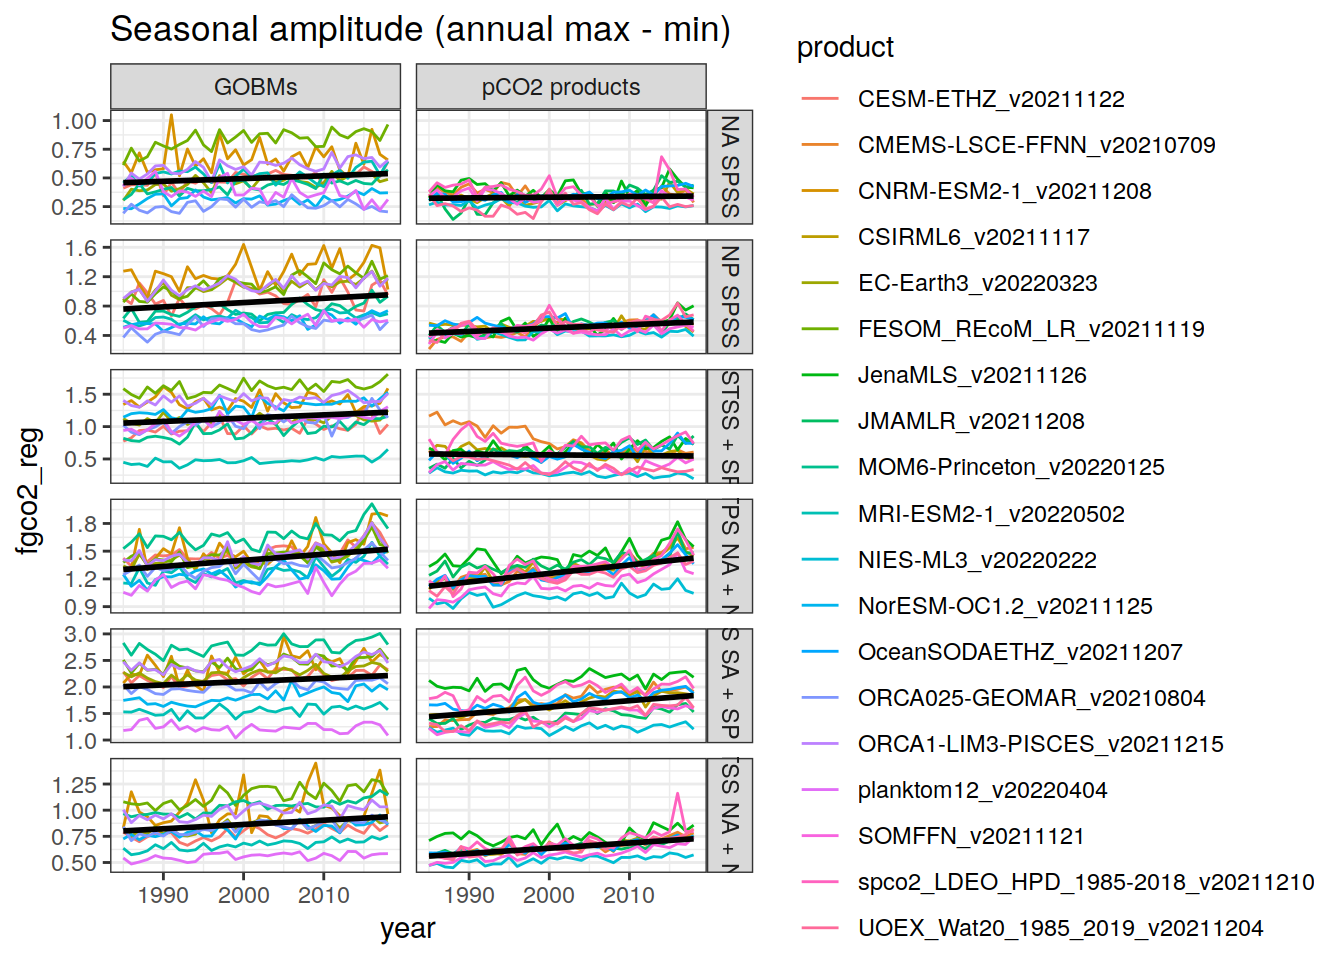 Seasonal amplitude (annual max - min)
GOBMs
pCO2 products
1.00
0.75
0.50
0.25
NA SPSS
1.6
1.2
0.8
0.4
NP SPSS
1.5
1.0
0.5
STSS +
1.8
1.5
1.2
0.9
NA +
3.0
2.5
2.0
1.5
1.0
SA + SP
1.25
1.00
0.75
0.50
NA +
1990 2000 2010
1990 2000 2010
year
fgco2_reg
product
CESM-ETHZ_v20211122
CMEMS-LSCE-FFNN_v20210709
CNRM-ESM2-1_v20211208
CSIRML6_v20211117
EC-Earth3_v20220323
FESOM_REcoM_LR_v20211119
JenaMLS_v20211126
JMAMLR_v20211208
MOM6-Princeton_v20220125
MRI-ESM2-1_v20220502
NIES-ML3_v20220222
NorESM-OC1.2_v20211125
OceanSODAETHZ_v20211207
ORCA025-GEOMAR_v20210804
ORCA1-LIM3-PISCES_v20211215
planktom12_v20220404
SOMFFN_v20211121
spco2_LDEO_HPD_1985-2018_v20211210
UOEX_Wat20_1985_2019_v20211204